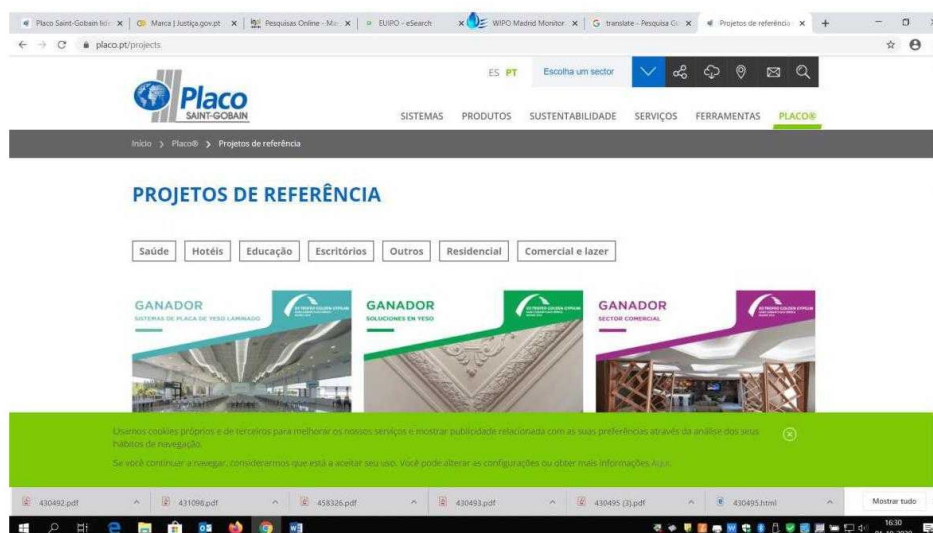 Placo Saint-Gobain líd
Marca | Justiça.gov.pt
Pesquisas Online - Ma
EUIPO - eSearch
WIPO Madrid Monitor
translate - Pesquisa G
Projetos de referência
placo.pt/projects
ES PT Escolha um sector
Placo
SAINT-GOBAIN
SISTEMAS PRODUTOS SUSTENTABILIDADE SERVIÇOS FERRAMENTAS PLACO®
Início > Placo® > Projetos de referência
PROJETOS DE REFERÊNCIA
Saúde Hotéis Educação Escritórios Outros Residencial Comercial e lazer
GANADOR
SISTEMAS DE PLACA DE YESO LAMINADO
GANADOR
SOLUCIONES EN YESO
GANADOR
SECTOR COMERCIAL
Usamos cookies próprios e de terceiros para melhorar os nossos serviços e mostrar publicidade relacionada com as suas preferências através da análise dos seus
hábitos de navegação.
Se você continuar a navegar, considerarmos que está a aceitar seu uso. Você pode alterar as configurações ou obter mais informações Aqui.
430492.pdf 431098.pdf 458326.pdf 430493.pdf 430495 (3).pdf 430495.html Mostrar tudo
16:30
01-10-2020